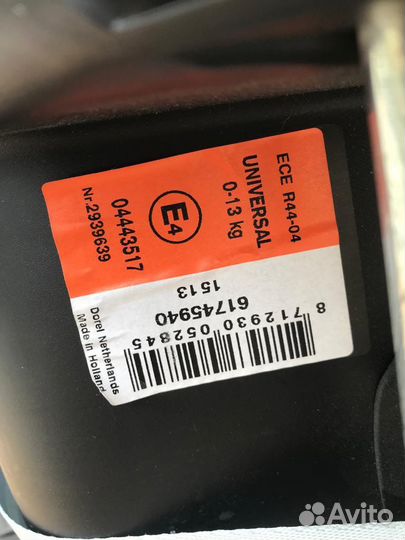 ECE R44-04
UNIVERSAL
0-13 kg
E4
04443517
Nr.2939639
8 712930 052845
61745940
1513
Dorel Netherlands
Made in Holland
Avito